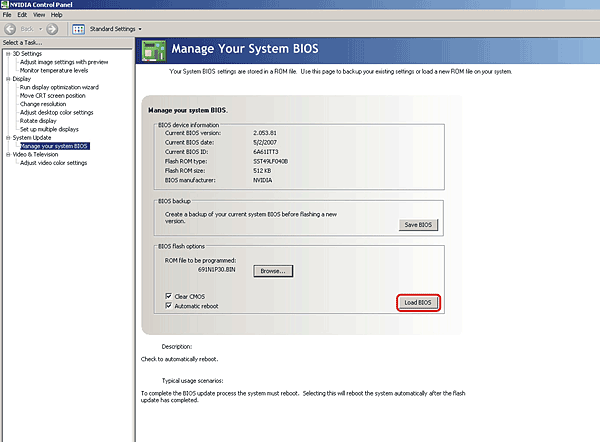 NVIDIA Control Panel
File Edit View Help
Back Standard Settings
Select a Task...
3D Settings
Adjust image settings with preview
Monitor temperature levels
Display
Run display optimization wizard
Move CRT screen position
Change resolution
Adjust desktop color settings
Rotate display
Set up multiple displays
System Update
Manage your system BIOS
Video & Television
Adjust video color settings
Manage Your System BIOS
Your System BIOS settings are stored in a ROM file. Use this page to backup your existing settings or load a new ROM file on your system.
Manage your system BIOS.
BIOS device information
Current BIOS version: 2.053.81
Current BIOS date: 5/2/2007
Current BIOS ID: 6A61ITT3
Flash ROM type: SST49LF040B
Flash ROM size: 512 KB
BIOS manufacturer: NVIDIA
BIOS backup
Create a backup of your current system BIOS before flashing a new
version.
Save BIOS
BIOS flash options
ROM file to be programmed:
691N1P30.BIN Browse...
Clear CMOS
Automatic reboot
Load BIOS
Description:
Check to automatically reboot.
Typical usage scenarios:
To complete the BIOS update process the system must reboot. Selecting this will reboot the system automatically after the flash
update has completed.